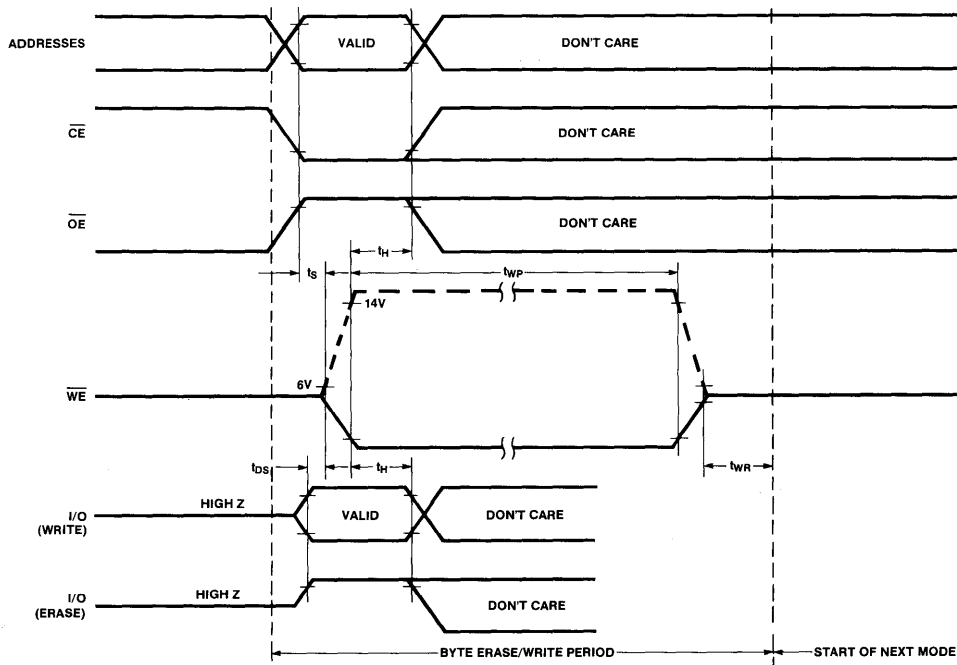 ADDRESSES
VALID
DON'T CARE
CE
DON'T CARE
OE
DON'T CARE
tS
tH
tWP
14V
6V
WE
tDS
tH
tWR
HIGH Z
I/O
(WRITE)
VALID
DON'T CARE
HIGH Z
I/O
(ERASE)
DON'T CARE
BYTE ERASE/WRITE PERIOD
START OF NEXT MODE